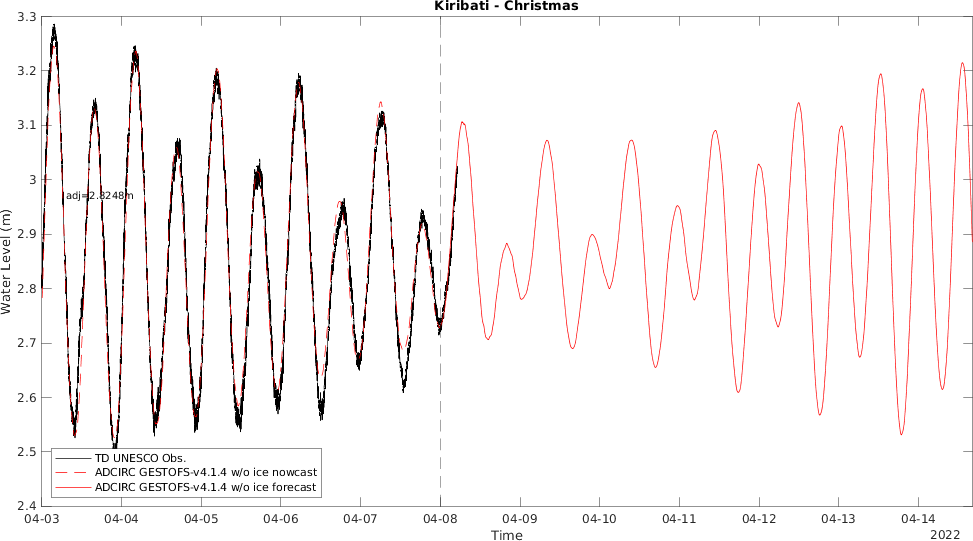 Kiribati - Christmas
3.3
3.2
3.1
3
2.9
2.8
2.7
2.6
2.5
2.4
Water Level (m)
adj=2.8248m
TD UNESCO Obs.
ADCIRC GESTOFS-v4.1.4 w/o ice nowcast
ADCIRC GESTOFS-v4.1.4 w/o ice forecast
04-03 04-04 04-05 04-06 04-07 04-08 04-09 04-10 04-11 04-12 04-13 04-14
2022
Time